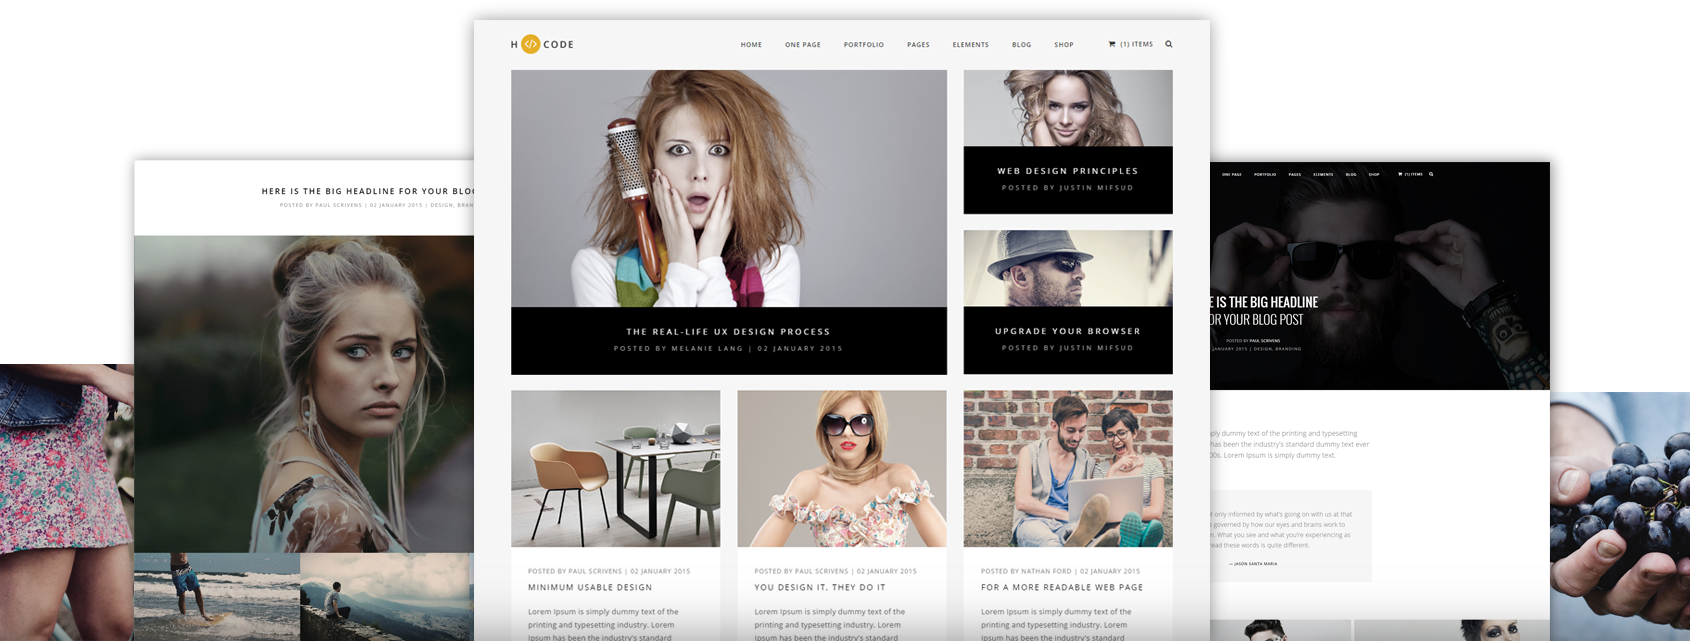 H </> CODE
HOME ONE PAGE PORTFOLIO PAGES ELEMENTS BLOG SHOP (1) ITEMS
THE REAL-LIFE UX DESIGN PROCESS
POSTED BY MELANIE LANG | 02 JANUARY 2015
WEB DESIGN PRINCIPLES
POSTED BY JUSTIN MIFSUD
UPGRADE YOUR BROWSER
POSTED BY JUSTIN MIFSUD
POSTED BY PAUL SCRIVENS | 02 JANUARY 2015
MINIMUM USABLE DESIGN
Lorem Ipsum is simply dummy text of the
printing and typesetting industry. Lorem
Ipsum has been the industry's standard
POSTED BY PAUL SCRIVENS | 02 JANUARY 2015
YOU DESIGN IT, THEY DO IT
Lorem Ipsum is simply dummy text of the
printing and typesetting industry. Lorem
Ipsum has been the industry's standard
POSTED BY NATHAN FORD | 02 JANUARY 2015
FOR A MORE READABLE WEB PAGE
Lorem Ipsum is simply dummy text of the
printing and typesetting industry. Lorem
Ipsum has been the industry's standard
HERE IS THE BIG HEADLINE FOR YOUR BLO
POSTED BY PAUL SCRIVENS | 02 JANUARY 2015 | DESIGN, BRAN
ONE PAGE PORTFOLIO PAGES ELEMENTS BLOG SHOP (1) ITEMS
E IS THE BIG HEADLINE
OR YOUR BLOG POST
POSTED BY PAUL SCRIVENS
JANUARY 2015 | DESIGN, BRANDING
ply dummy text of the printing and typesetting
has been the industry's standard dummy text ever
00s. Lorem Ipsum is simply dummy text.
t only informed by what's going on with us at that
governed by how our eyes and brains work to
n. What you see and what you're experiencing as
read these words is quite different.
— JASON SANTA MARIA